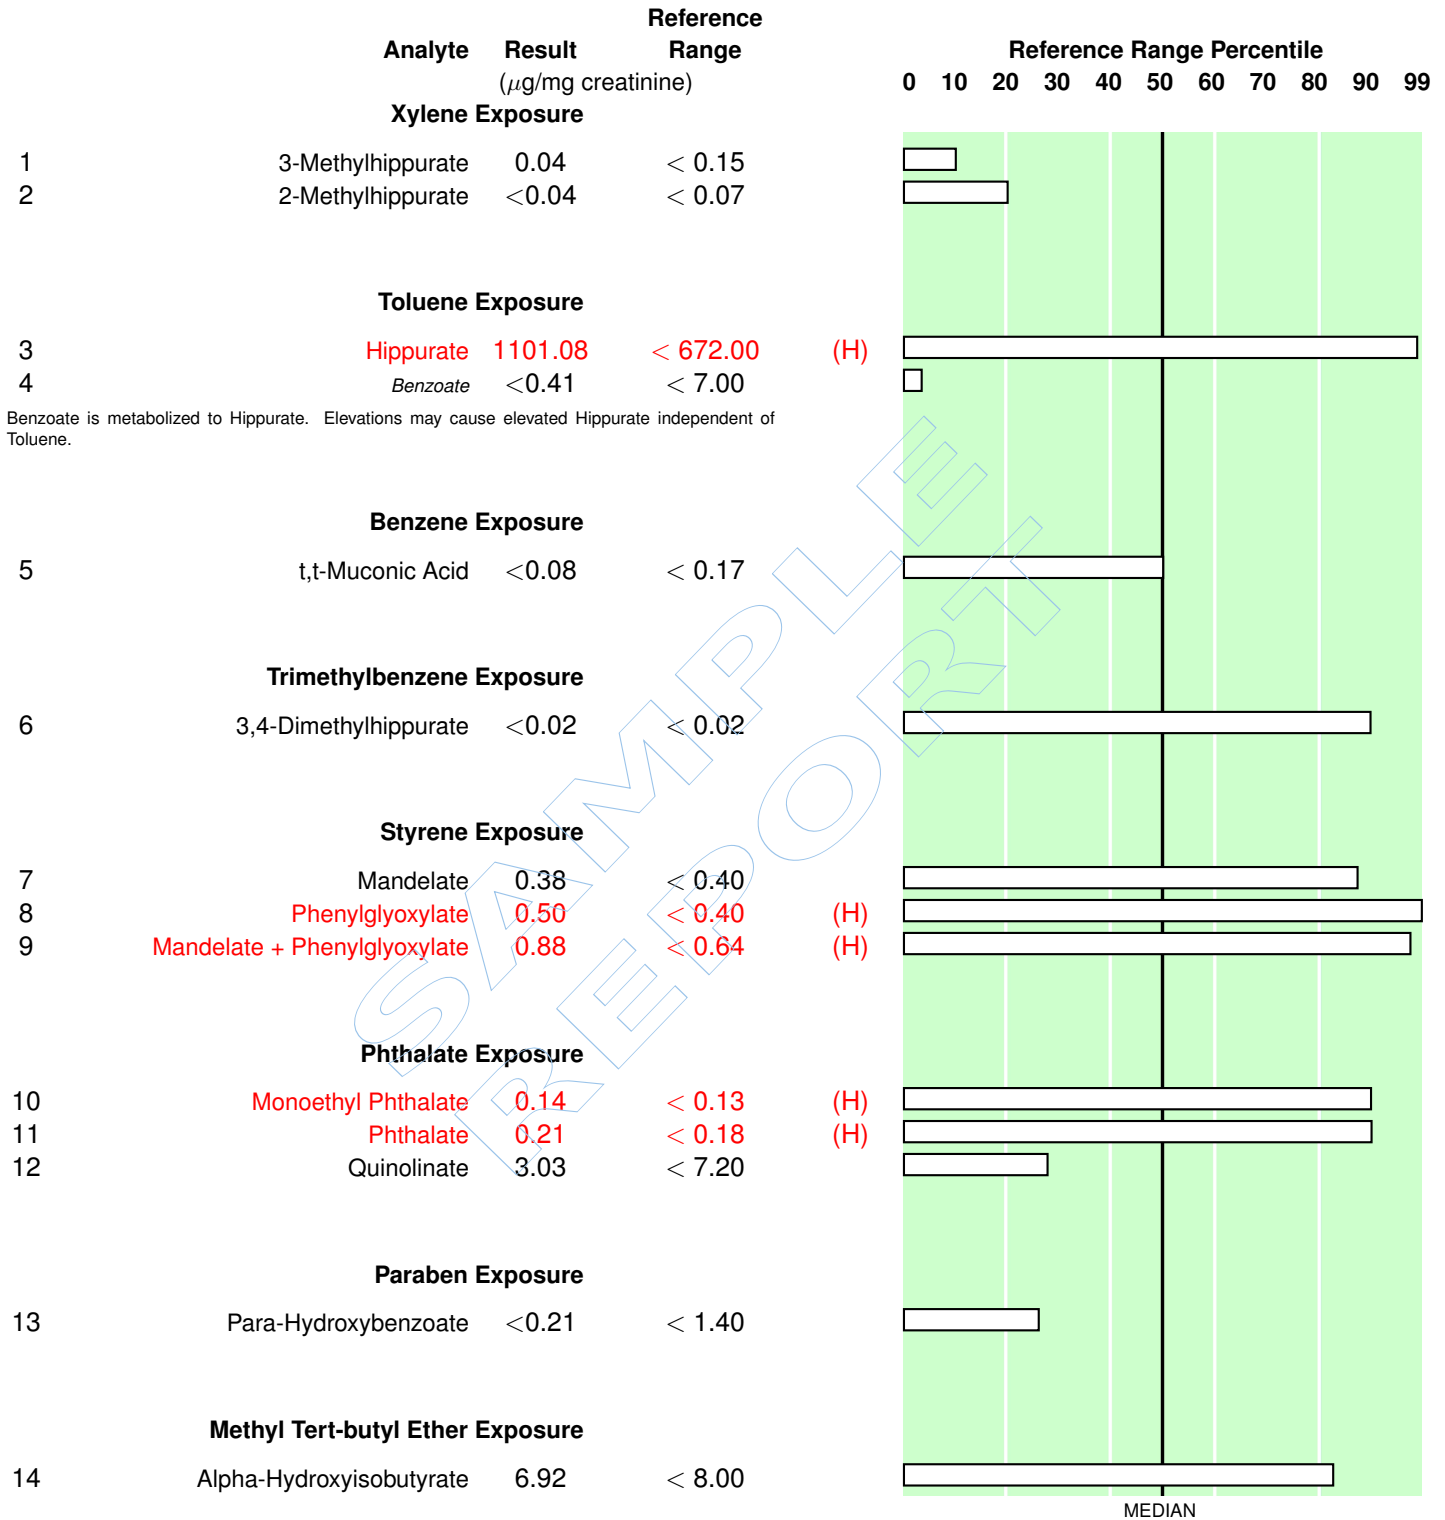 Reference
Analyte Result Range Reference Range Percentile
(μg/mg creatinine) 0 10 20 30 40 50 60 70 80 90 99
Xylene Exposure
1 3-Methylhippurate 0.04 < 0.15
2 2-Methylhippurate <0.04 < 0.07
Toluene Exposure
3 Hippurate 1101.08 < 672.00 (H)
4 Benzoate <0.41 < 7.00
Benzoate is metabolized to Hippurate. Elevations may cause elevated Hippurate independent of
Toluene.
Benzene Exposure
5 t,t-Muconic Acid <0.08 < 0.17
Trimethylbenzene Exposure
6 3,4-Dimethylhippurate <0.02 < 0.02
Styrene Exposure
7 Mandelate 0.38 < 0.40
8 Phenylglyoxylate 0.50 < 0.40 (H)
9 Mandelate + Phenylglyoxylate 0.88 < 0.64 (H)
Phthalate Exposure
10 Monoethyl Phthalate 0.14 < 0.13 (H)
11 Phthalate 0.21 < 0.18 (H)
12 Quinolinate 3.03 < 7.20
Paraben Exposure
13 Para-Hydroxybenzoate <0.21 < 1.40
Methyl Tert-butyl Ether Exposure
14 Alpha-Hydroxyisobutyrate 6.92 < 8.00
MEDIAN
SAMPLE
REPORT